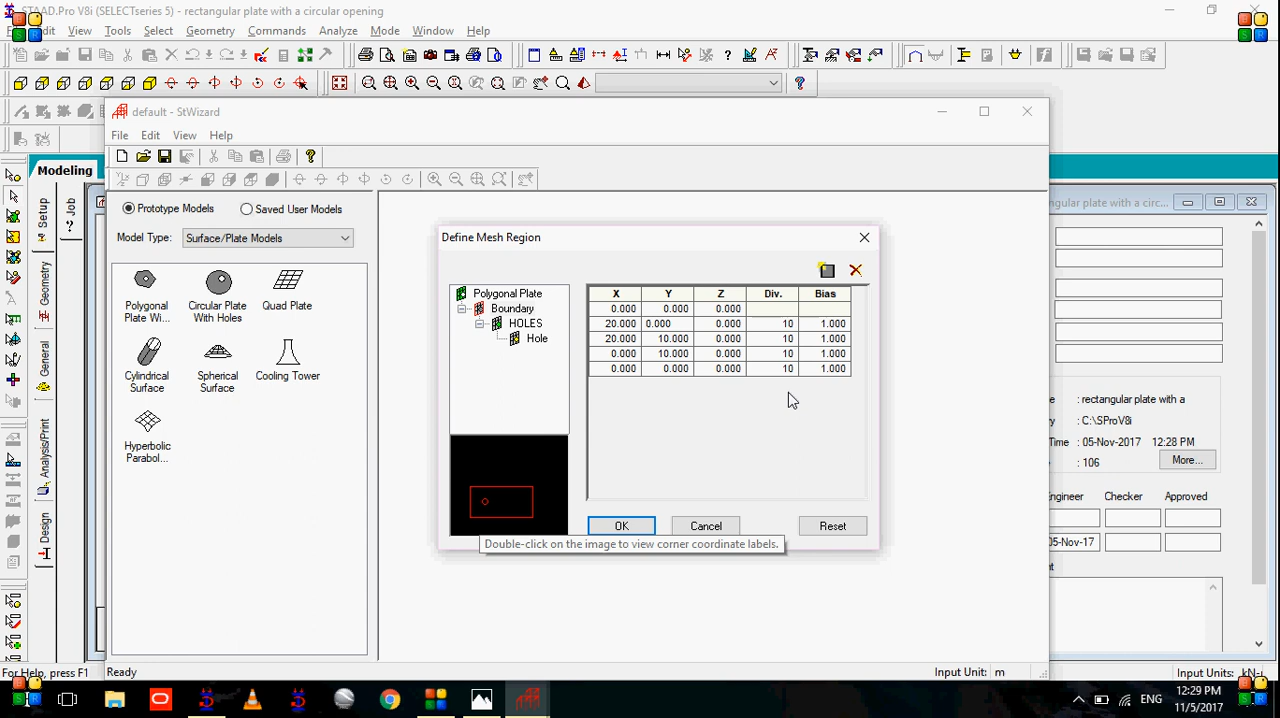 STAAD.Pro V8i (SELECTseries 5) - rectangular plate with a circular opening
Edit View Tools Select Geometry Commands Analyze Mode Window Help
default - StWizard
File Edit View Help
Modeling
Setup
Job
Geometry
General
Analysis/Print
Design
Prototype Models
Saved User Models
Model Type: Surface/Plate Models
Polygonal Plate Wi...
Circular Plate With Holes
Quad Plate
Cylindrical Surface
Spherical Surface
Cooling Tower
Hyperbolic Parabol...
Define Mesh Region
Polygonal Plate
Boundary
HOLES
Hole
X Y Z Div. Bias
0.000 0.000 0.000
20.000 0.000 0.000 10 1.000
20.000 10.000 0.000 10 1.000
0.000 10.000 0.000 10 1.000
0.000 0.000 0.000 10 1.000
OK Cancel Reset
Double-click on the image to view corner coordinate labels.
ngular plate with a circ...
: rectangular plate with a
: C:\SProV8i
Time : 05-Nov-2017 12:28 PM
: 106
More...
Engineer Checker Approved
05-Nov-17
For Help, press F1
Ready
Input Unit: m
Input Units: kN-
ENG
12:29 PM
11/5/2017